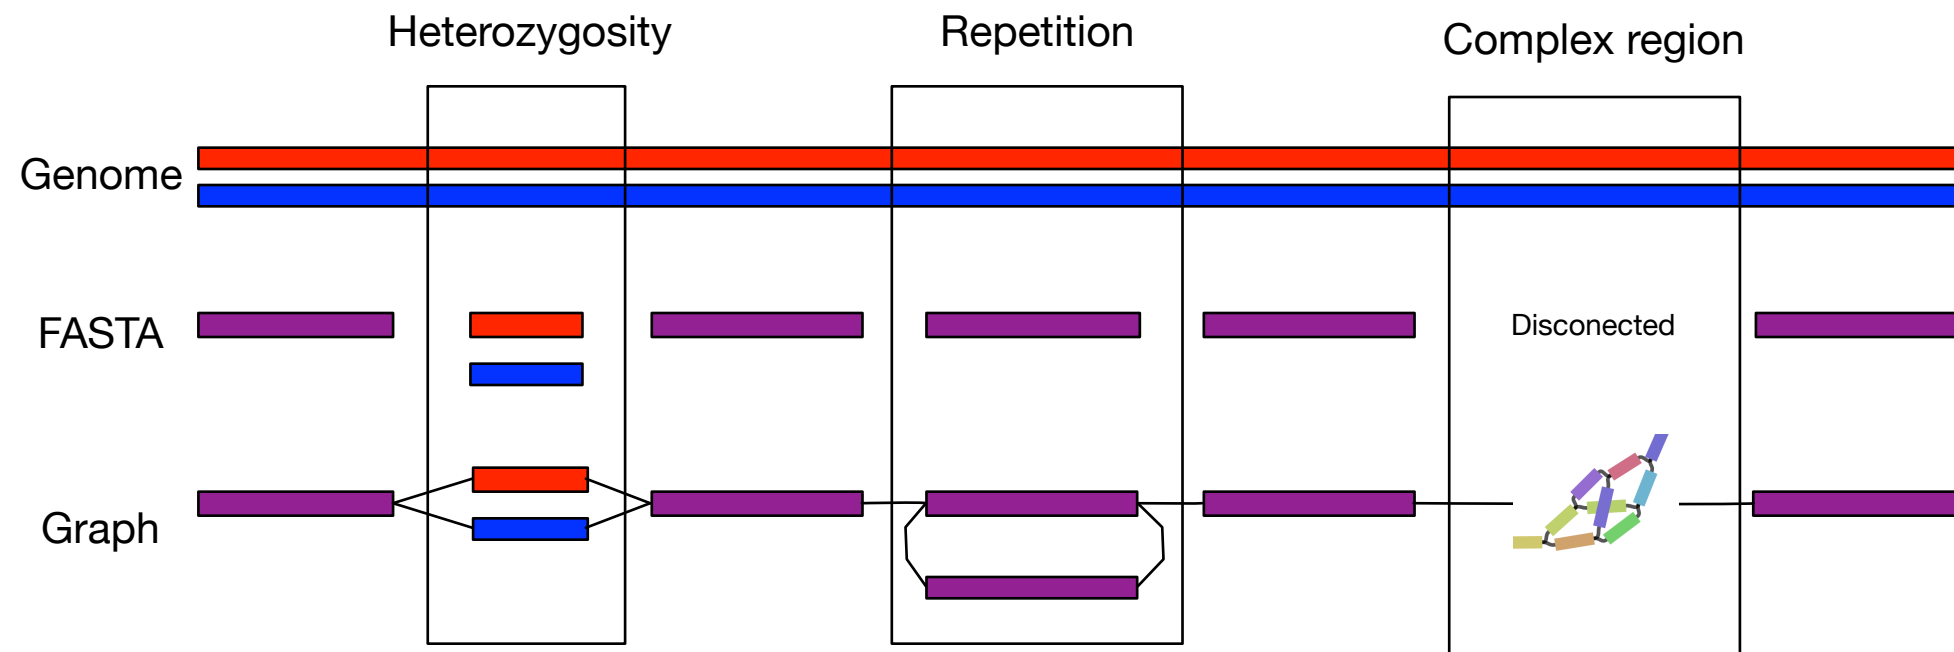 Heterozygosity
Repetition
Complex region
Genome
FASTA
Disconected
Graph